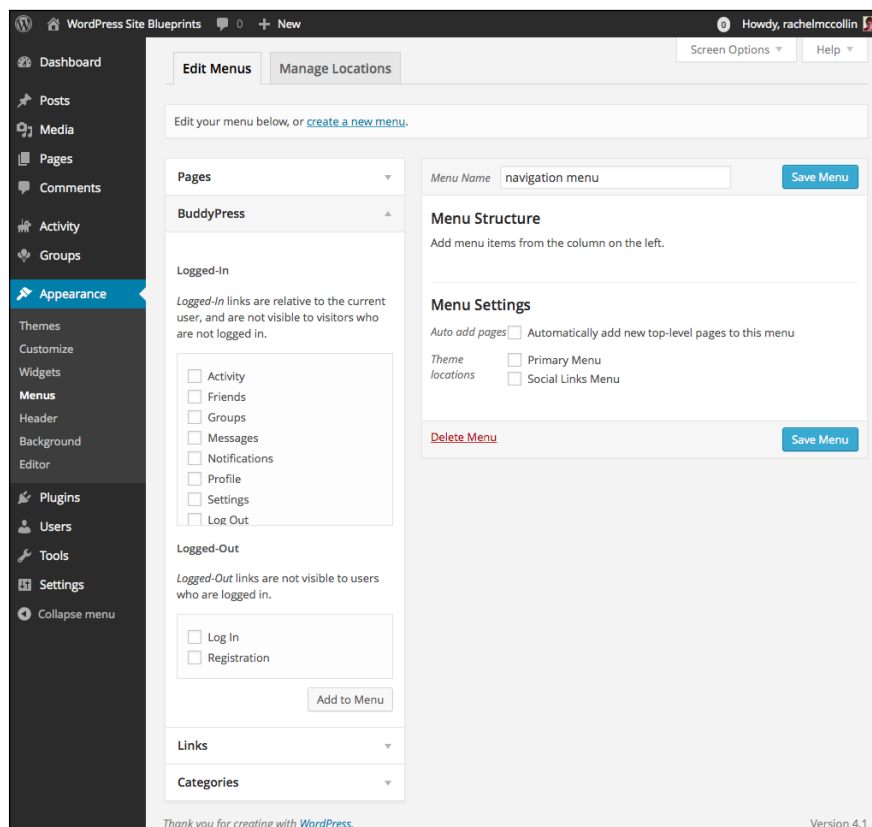 WordPress Site Blueprints 0 + New
0 Howdy, rachelmccollin
Screen Options Help
Dashboard
Posts
Media
Pages
Comments
Activity
Groups
Appearance
Themes
Customize
Widgets
Menus
Header
Background
Editor
Plugins
Users
Tools
Settings
Collapse menu
Edit Menus Manage Locations
Edit your menu below, or create a new menu.
Pages
BuddyPress
Logged-In
Logged-In links are relative to the current
user, and are not visible to visitors who
are not logged in.
Activity
Friends
Groups
Messages
Notifications
Profile
Settings
Log Out
Logged-Out
Logged-Out links are not visible to users
who are logged in.
Log In
Registration
Add to Menu
Links
Categories
Menu Name navigation menu Save Menu
Menu Structure
Add menu items from the column on the left.
Menu Settings
Auto add pages Automatically add new top-level pages to this menu
Theme Primary Menu
locations Social Links Menu
Delete Menu Save Menu
Thank you for creating with WordPress. Version 4.1